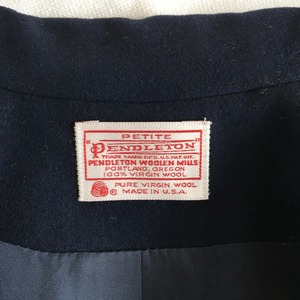 PETITE
"PENDLETON"
TRADE MARK REG. U.S. PAT. OFF.
PENDLETON WOOLEN MILLS
PORTLAND, OREGON
100% VIRGIN WOOL
PURE VIRGIN WOOL
MADE IN U.S.A.